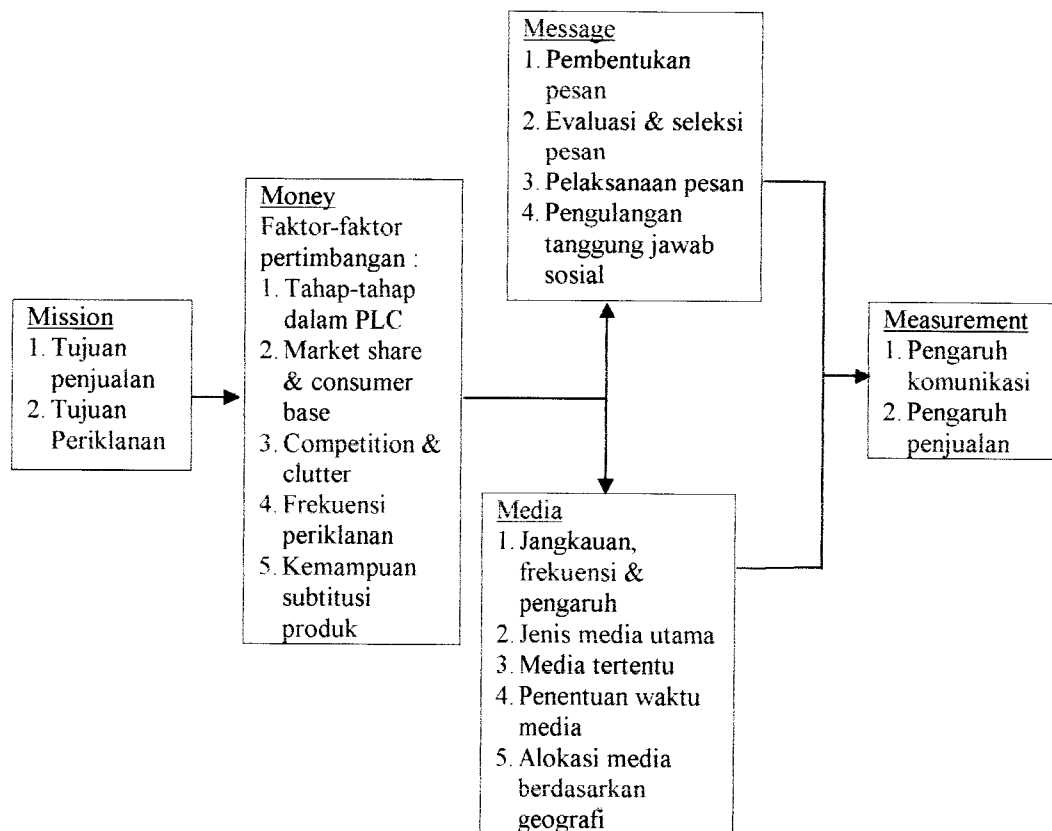 Mission
1. Tujuan
penjualan
2. Tujuan
Periklanan
Money
Faktor-faktor
pertimbangan :
1. Tahap-tahap
dalam PLC
2. Market share
& consumer
base
3. Competition &
clutter
4. Frekuensi
periklanan
5. Kemampuan
subtitusi
produk
Message
1. Pembentukan
pesan
2. Evaluasi & seleksi
pesan
3. Pelaksanaan pesan
4. Pengulangan
tanggung jawab
sosial
Media
1. Jangkauan,
frekuensi &
pengaruh
2. Jenis media utama
3. Media tertentu
4. Penentuan waktu
media
5. Alokasi media
berdasarkan
geografi
Measurement
1. Pengaruh
komunikasi
2. Pengaruh
penjualan